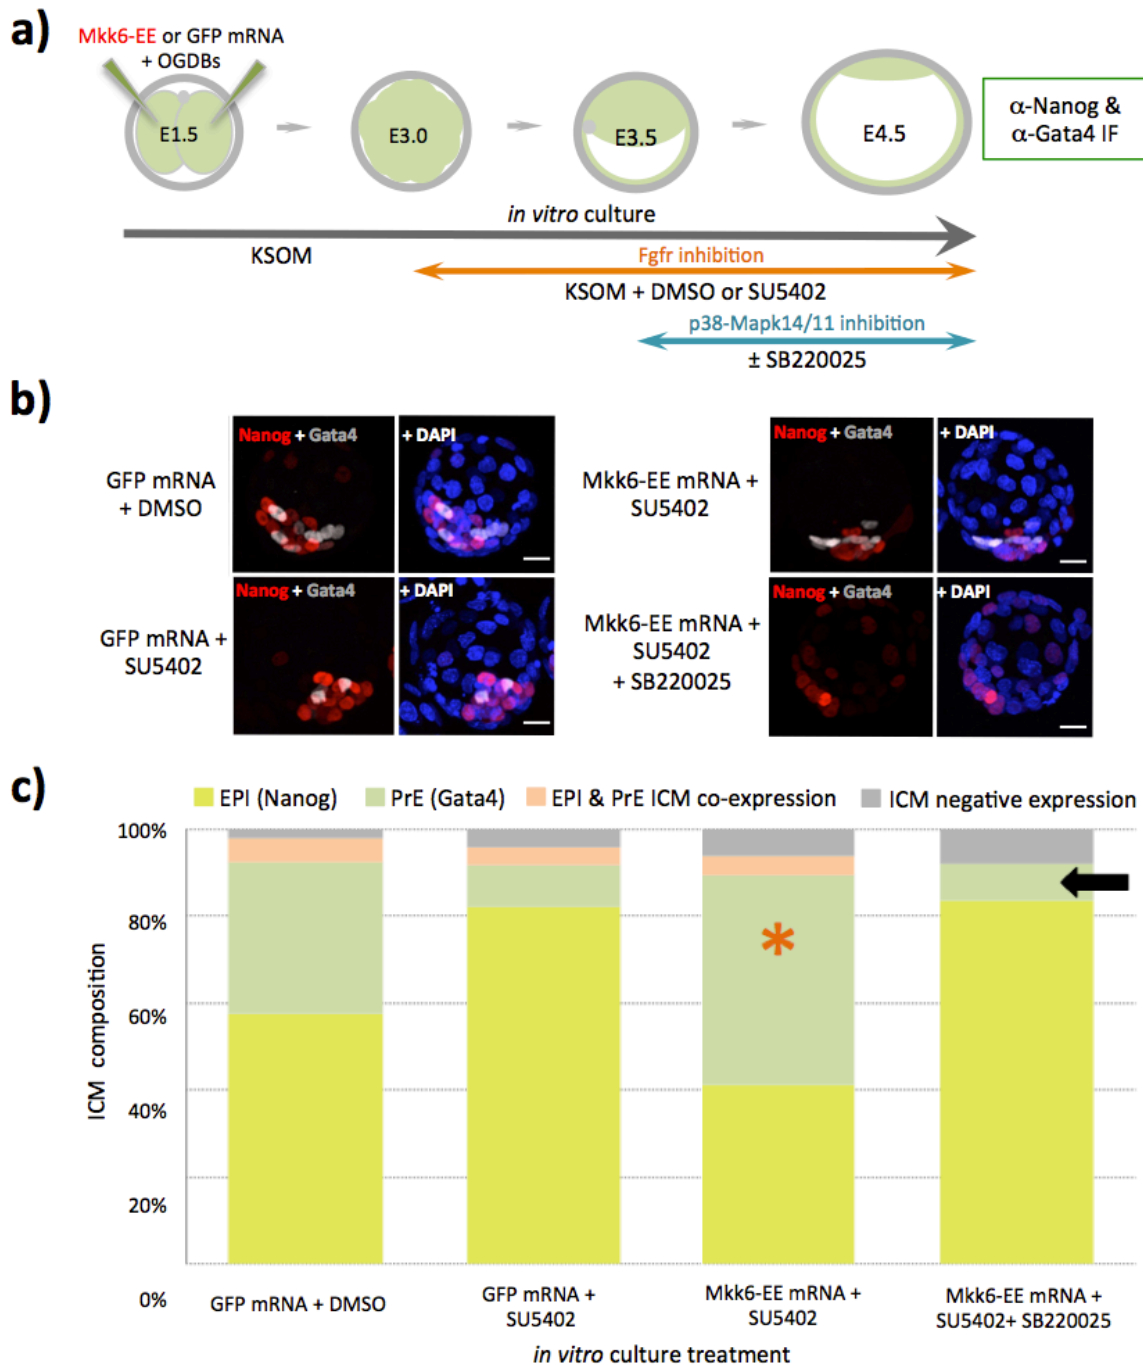 a)
Mkk6-EE or GFP mRNA
+ OGDBs
E1.5
E3.0
E3.5
E4.5
α-Nanog &
α-Gata4 IF
in vitro culture
KSOM
Fgfr inhibition
KSOM + DMSO or SU5402
p38-Mapk14/11 inhibition
± SB220025
b)
GFP mRNA
+ DMSO
Nanog + Gata4
+ DAPI
Mkk6-EE mRNA +
SU5402
Nanog + Gata4
+ DAPI
GFP mRNA +
SU5402
Nanog + Gata4
+ DAPI
Mkk6-EE mRNA +
SU5402
+ SB220025
Nanog + Gata4
+ DAPI
c)
EPI (Nanog)
PrE (Gata4)
EPI & PrE ICM co-expression
ICM negative expression
100%
80%
60%
40%
20%
0%
ICM composition
*
GFP mRNA + DMSO
GFP mRNA +
SU5402
Mkk6-EE mRNA +
SU5402
Mkk6-EE mRNA +
SU5402+ SB220025
in vitro culture treatment